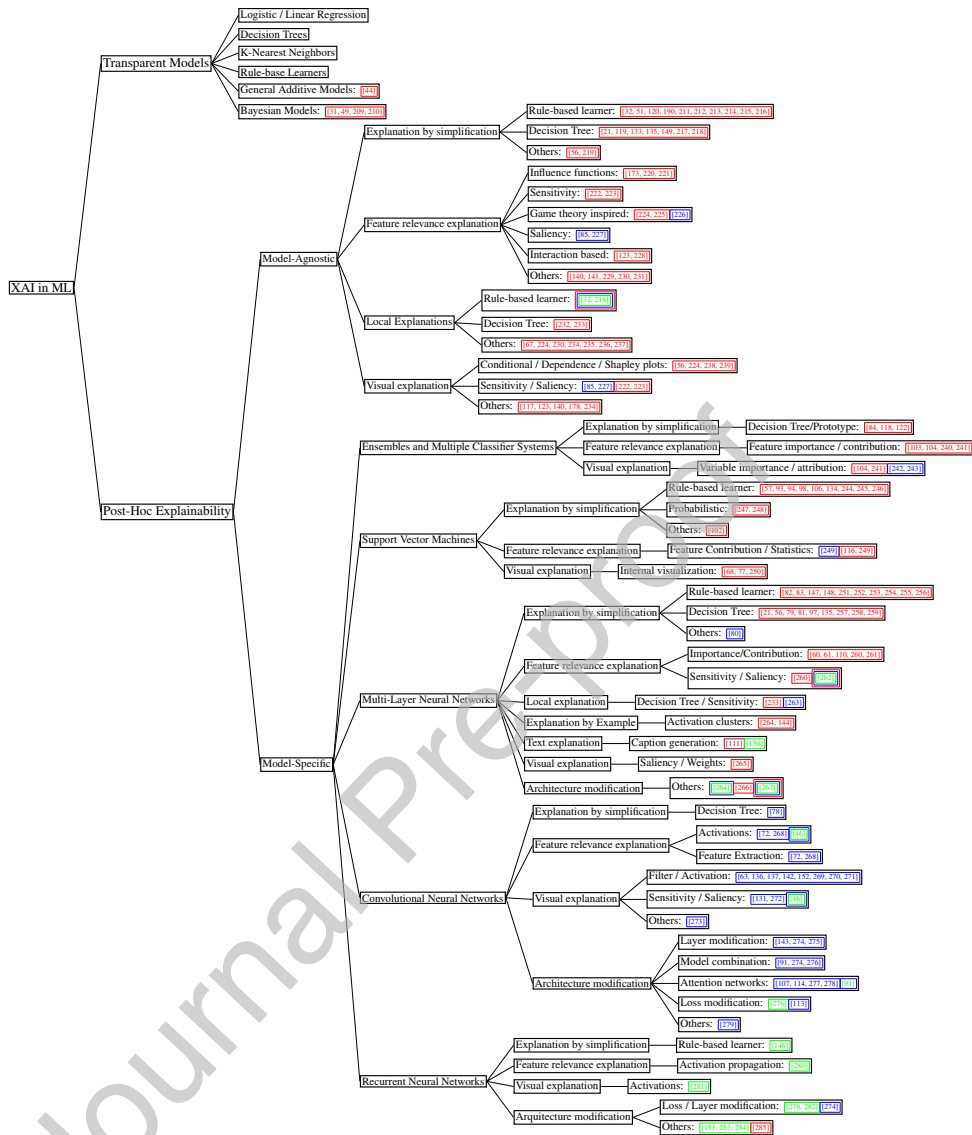 Logistic / Linear Regression
Decision Trees
K-Nearest Neighbors
Rule-base Learners
General Additive Models: [44]
Bayesian Models: [31, 49, 209, 210]
Transparent Models
XAI in ML
Post-Hoc Explainability
Model-Agnostic
Explanation by simplification
Rule-based learner: [32, 51, 120, 190, 211, 212, 213, 214, 215, 216]
Decision Tree: [21, 119, 133, 135, 149, 217, 218]
Others: [56, 219]
Feature relevance explanation
Influence functions: [173, 220, 221]
Sensitivity: [222, 223]
Game theory inspired: [224, 225] [226]
Saliency: [85, 227]
Interaction based: [123, 228]
Others: [140, 141, 229, 230, 231]
Local Explanations
Rule-based learner: [32, 216]
Decision Tree: [232, 233]
Others: [67, 224, 230, 234, 235, 236, 237]
Visual explanation
Conditional / Dependence / Shapley plots: [56, 224, 238, 239]
Sensitivity / Saliency: [85, 227] [222, 223]
Others: [117, 123, 140, 178, 234]
Model-Specific
Ensembles and Multiple Classifier Systems
Explanation by simplification
Decision Tree/Prototype: [84, 118, 122]
Feature relevance explanation
Feature importance / contribution: [103, 104, 240, 241]
Visual explanation
Variable importance / attribution: [104, 241] [242, 243]
Support Vector Machines
Explanation by simplification
Rule-based learner: [57, 93, 94, 98, 106, 134, 244, 245, 246]
Probabilistic: [247, 248]
Others: [102]
Feature relevance explanation
Feature Contribution / Statistics: [249] [116, 249]
Visual explanation
Internal visualization: [68, 77, 250]
Multi-Layer Neural Networks
Explanation by simplification
Rule-based learner: [82, 83, 147, 148, 251, 252, 253, 254, 255, 256]
Decision Tree: [21, 56, 79, 81, 97, 135, 257, 258, 259]
Others: [80]
Feature relevance explanation
Importance/Contribution: [60, 61, 110, 260, 261]
Sensitivity / Saliency: [260] [262]
Local explanation
Decision Tree / Sensitivity: [233] [263]
Explanation by Example
Activation clusters: [264, 144]
Text explanation
Caption generation: [111] [150]
Visual explanation
Saliency / Weights: [265]
Architecture modification
Others: [264] [266] [267]
Convolutional Neural Networks
Explanation by simplification
Decision Tree: [78]
Feature relevance explanation
Activations: [72, 268] [46]
Feature Extraction: [72, 268]
Visual explanation
Filter / Activation: [63, 136, 137, 142, 152, 269, 270, 271]
Sensitivity / Saliency: [131, 272] [46]
Others: [273]
Architecture modification
Layer modification: [143, 274, 275]
Model combination: [91, 274, 276]
Attention networks: [107, 114, 277, 278] [91]
Loss modification: [276] [113]
Others: [279]
Recurrent Neural Networks
Explanation by simplification
Rule-based learner: [146]
Feature relevance explanation
Activation propagation: [280]
Visual explanation
Activations: [281]
Arquitecture modification
Loss / Layer modification: [276, 282] [274]
Others: [151, 283, 284] [285]
Journal Pre-proof